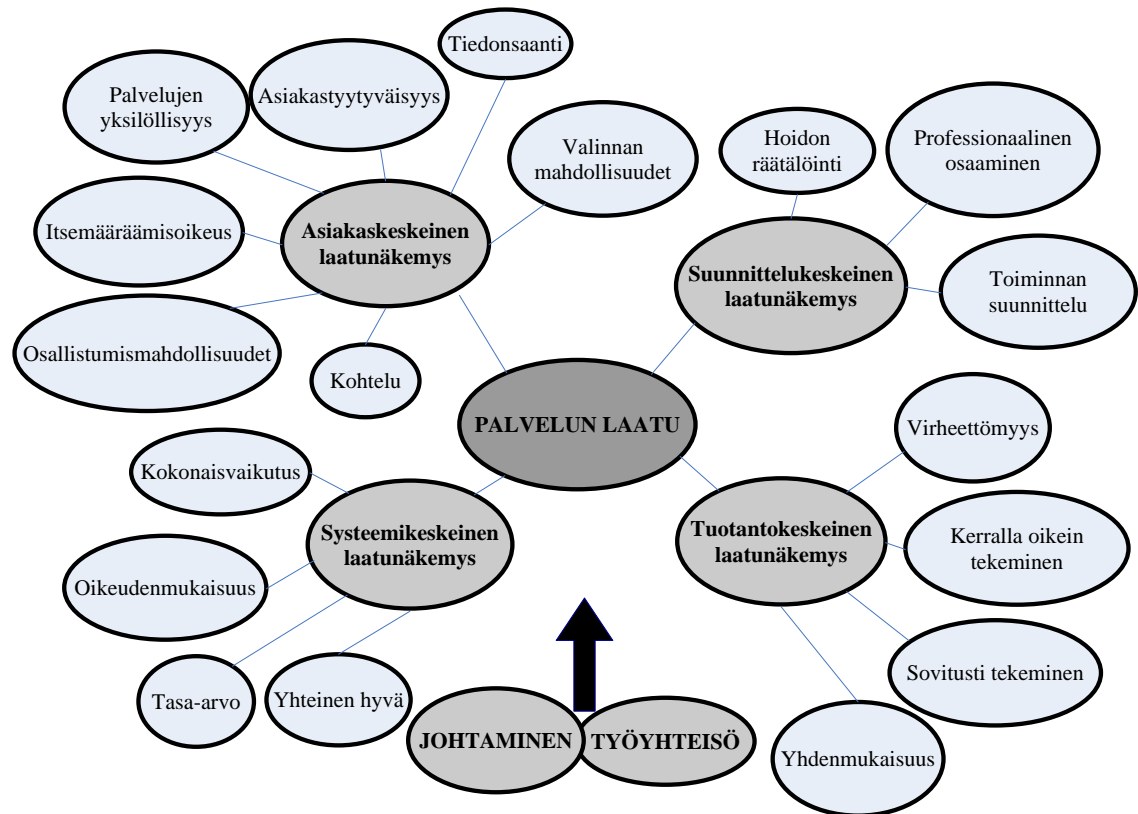 Tiedonsaanti
Palvelujen
yksilöllisyys
Asiakastyytyväisyys
Valinnan
mahdollisuudet
Itsemääräämisoikeus
Asiakaskeskeinen
laatunäkemys
Osallistumismahdollisuudet
Kohtelu
Hoidon
räätälöinti
Professionaalinen
osaaminen
Suunnittelukeskeinen
laatunäkemys
Toiminnan
suunnittelu
PALVELUN LAATU
Kokonaisvaikutus
Systeemikeskeinen
laatunäkemys
Oikeudenmukaisuus
Tasa-arvo
Yhteinen hyvä
Virheettömyys
Tuotantokeskeinen
laatunäkemys
Kerralla oikein
tekeminen
Sovitusti tekeminen
Yhdenmukaisuus
JOHTAMINEN
TYÖYHTEISÖ